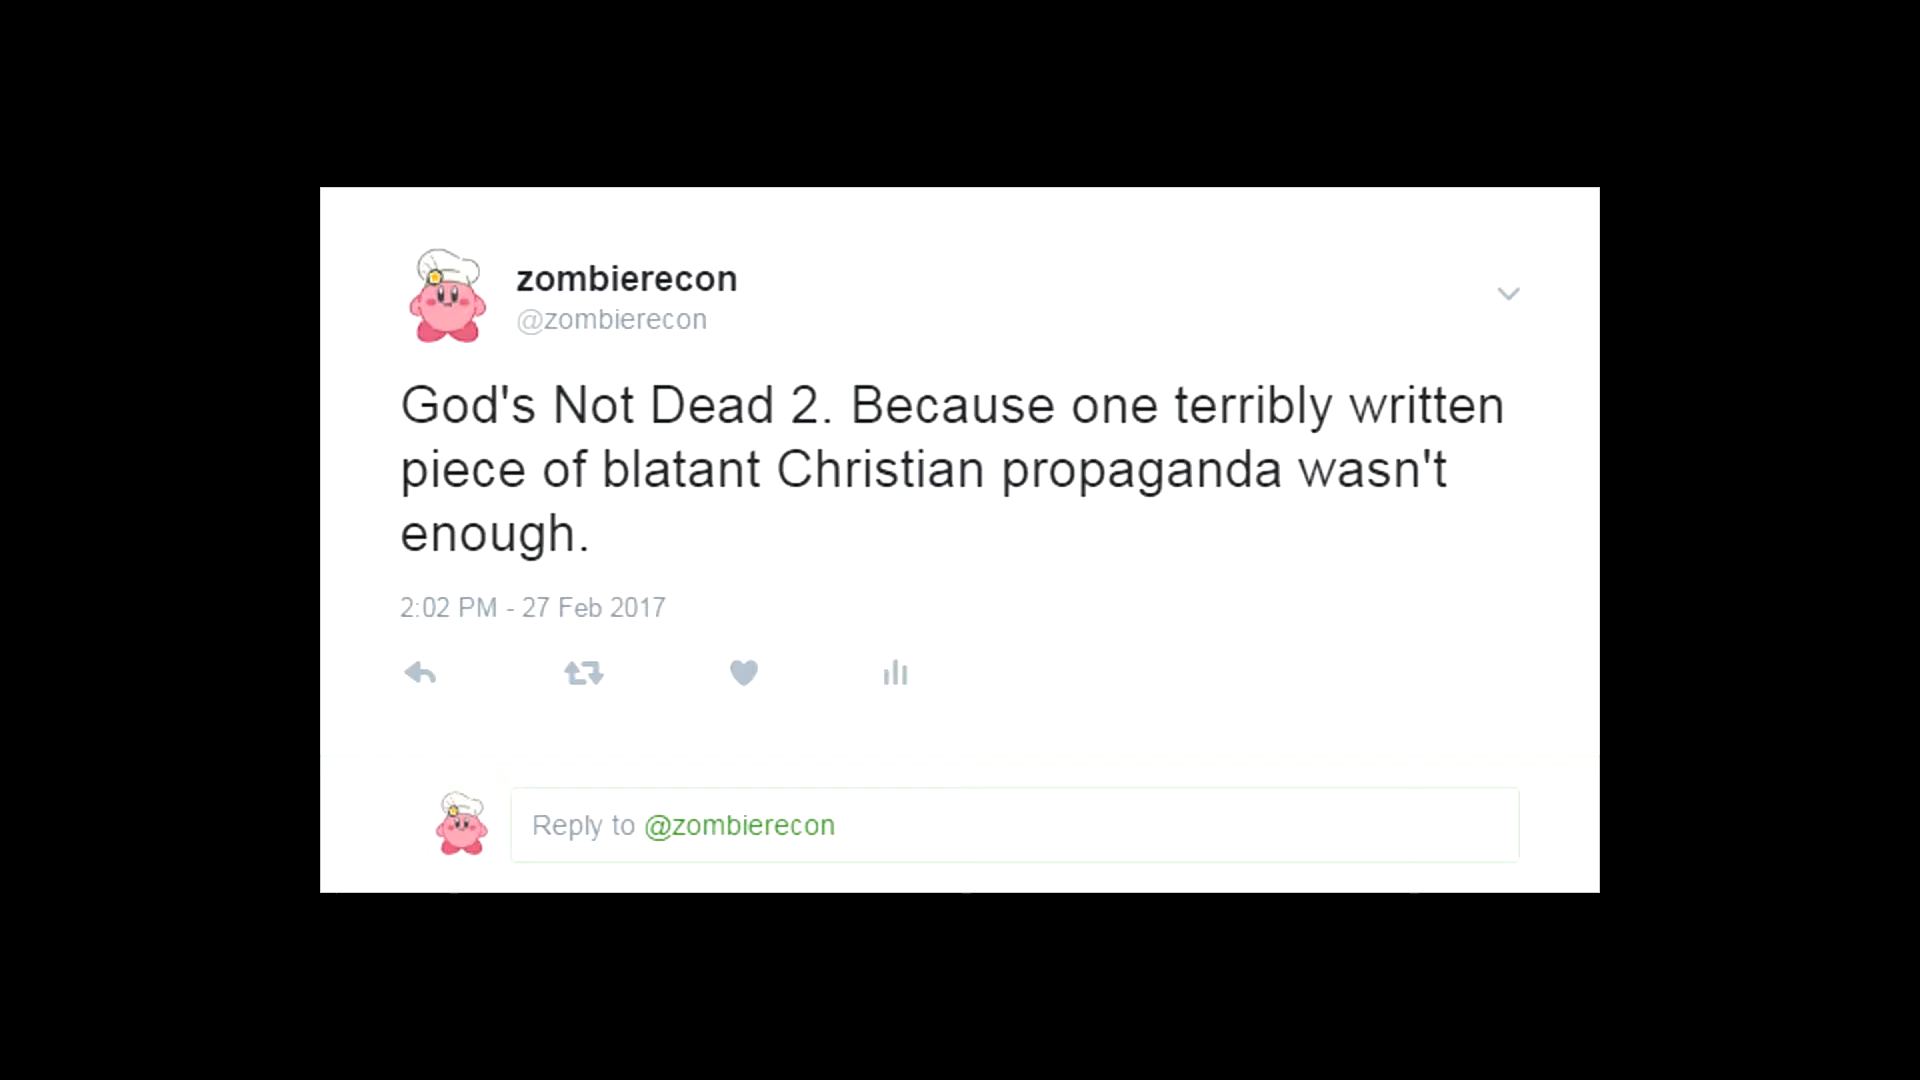 zombierecon
@zombierecon
God's Not Dead 2. Because one terribly written
piece of blatant Christian propaganda wasn't
enough.
2:02 PM - 27 Feb 2017
Reply to @zombierecon